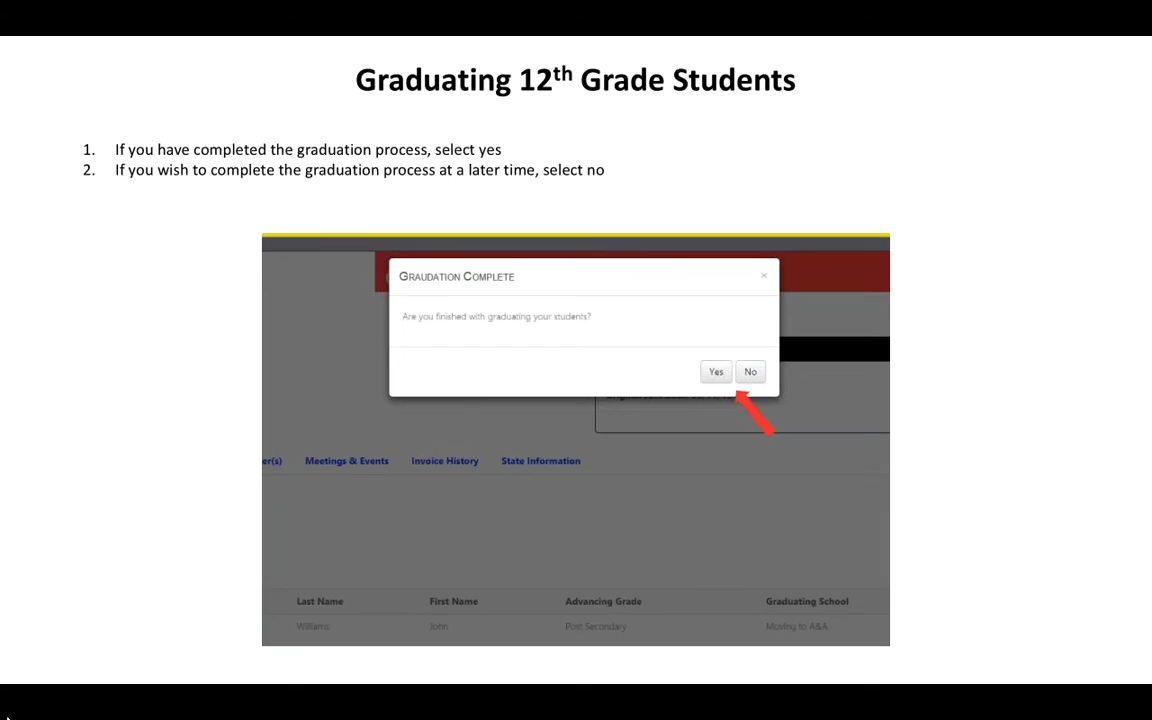 Graduating 12th Grade Students
1. If you have completed the graduation process, select yes
2. If you wish to complete the graduation process at a later time, select no
GRAUDATION COMPLETE ×
Are you finished with graduating your students?
Yes No
er(s) Meetings & Events Invoice History State Information
Last Name First Name Advancing Grade Graduating School
Williams John Post Secondary Moving to A&A